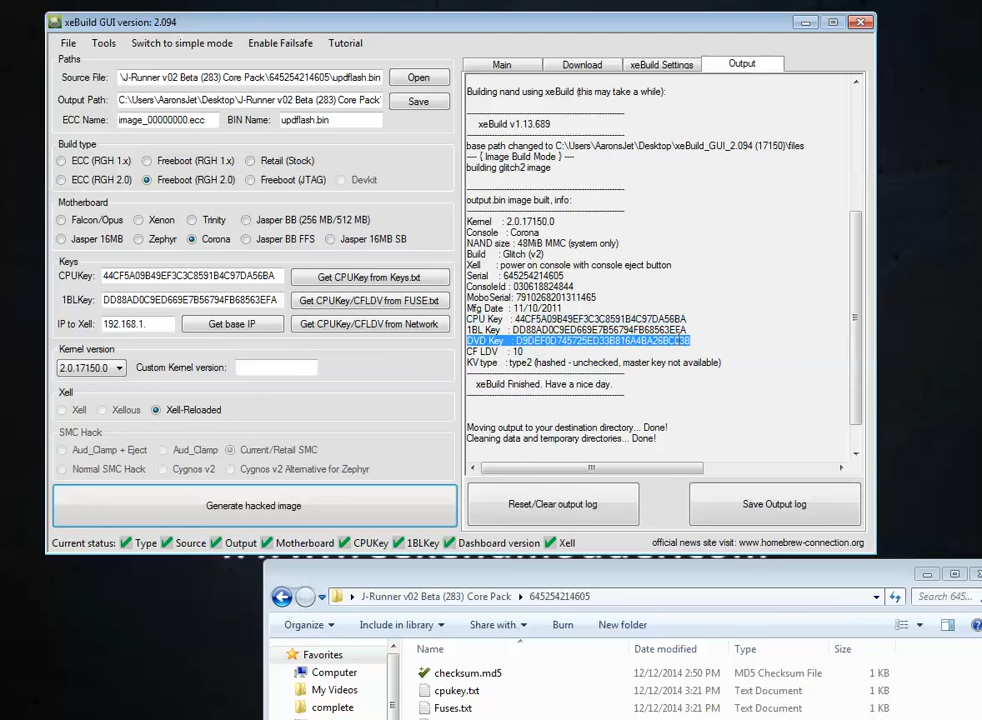 xeBuild GUI version: 2.094
File Tools Switch to simple mode Enable Failsafe Tutorial
Paths
Source File: \J-Runner v02 Beta (283) Core Pack\645254214605\updflash.bin Open
Output Path: C:\Users\AaronsJet\Desktop\J-Runner v02 Beta (283) Core Pack' Save
ECC Name: image_00000000.ecc BIN Name: updflash.bin
Build type
ECC (RGH 1.x) Freeboot (RGH 1.x) Retail (Stock)
ECC (RGH 2.0) Freeboot (RGH 2.0) Freeboot (JTAG) Devkit
Motherboard
Falcon/Opus Xenon Trinity Jasper BB (256 MB/512 MB)
Jasper 16MB Zephyr Corona Jasper BB FFS Jasper 16MB SB
Keys
CPUKey: 44CF5A09B49EF3C3C8591B4C97DA56BA Get CPUKey from Keys.txt
1BLKey: DD88AD0C9ED669E7B56794FB68563EFA Get CPUKey/CFLDV from FUSE.txt
IP to Xell: 192.168.1. Get base IP Get CPUKey/CFLDV from Network
Kernel version
2.0.17150.0 Custom Kernel version:
Xell
Xell Xellous Xell-Reloaded
SMC Hack
Aud_Clamp + Eject Aud_Clamp Current/Retail SMC
Normal SMC Hack Cygnos v2 Cygnos v2 Alternative for Zephyr
Generate hacked image
Main Download xeBuild Settings Output
Building nand using xeBuild (this may take a while):
---------------------------------------------------------------
xeBuild v1.13.689
---------------------------------------------------------------
base path changed to C:\Users\AaronsJet\Desktop\xeBuild_GUI_2.094 (17150)\files
---- { Image Build Mode } ----
building glitch2 image
---------------------------------------------------------------
output.bin image built, info:
---------------------------------------------------------------
Kernel : 2.0.17150.0
Console : Corona
NAND size : 48MiB MMC (system only)
Build : Glitch (v2)
Xell : power on console with console eject button
Serial : 645254214605
ConsoleId : 030618824844
MoboSerial: 7910268201311465
Mfg Date : 11/10/2011
CPU Key : 44CF5A09B49EF3C3C8591B4C97DA56BA
1BL Key : DD88AD0C9ED669E7B56794FB68563EFA
DVD Key : D9DEF0D745725ED33B816A4BA26BC03B
CF LDV : 10
KV type : type2 (hashed - unchecked, master key not available)
---------------------------------------------------------------
xeBuild Finished. Have a nice day.
---------------------------------------------------------------
Moving output to your destination directory... Done!
Cleaning data and temporary directories... Done!
Reset/Clear output log Save Output log
Current status: Type Source Output Motherboard CPUKey 1BLKey Dashboard version Xell official news site visit: www.homebrew-connection.org
J-Runner v02 Beta (283) Core Pack 645254214605 Search 645...
Organize Include in library Share with Burn New folder
Name Date modified Type Size
Favorites
Computer checksum.md5 12/12/2014 2:50 PM MD5 Checksum File 1 KB
My Videos cpukey.txt 12/12/2014 3:21 PM Text Document 1 KB
complete Fuses.txt 12/12/2014 3:21 PM Text Document 1 KB